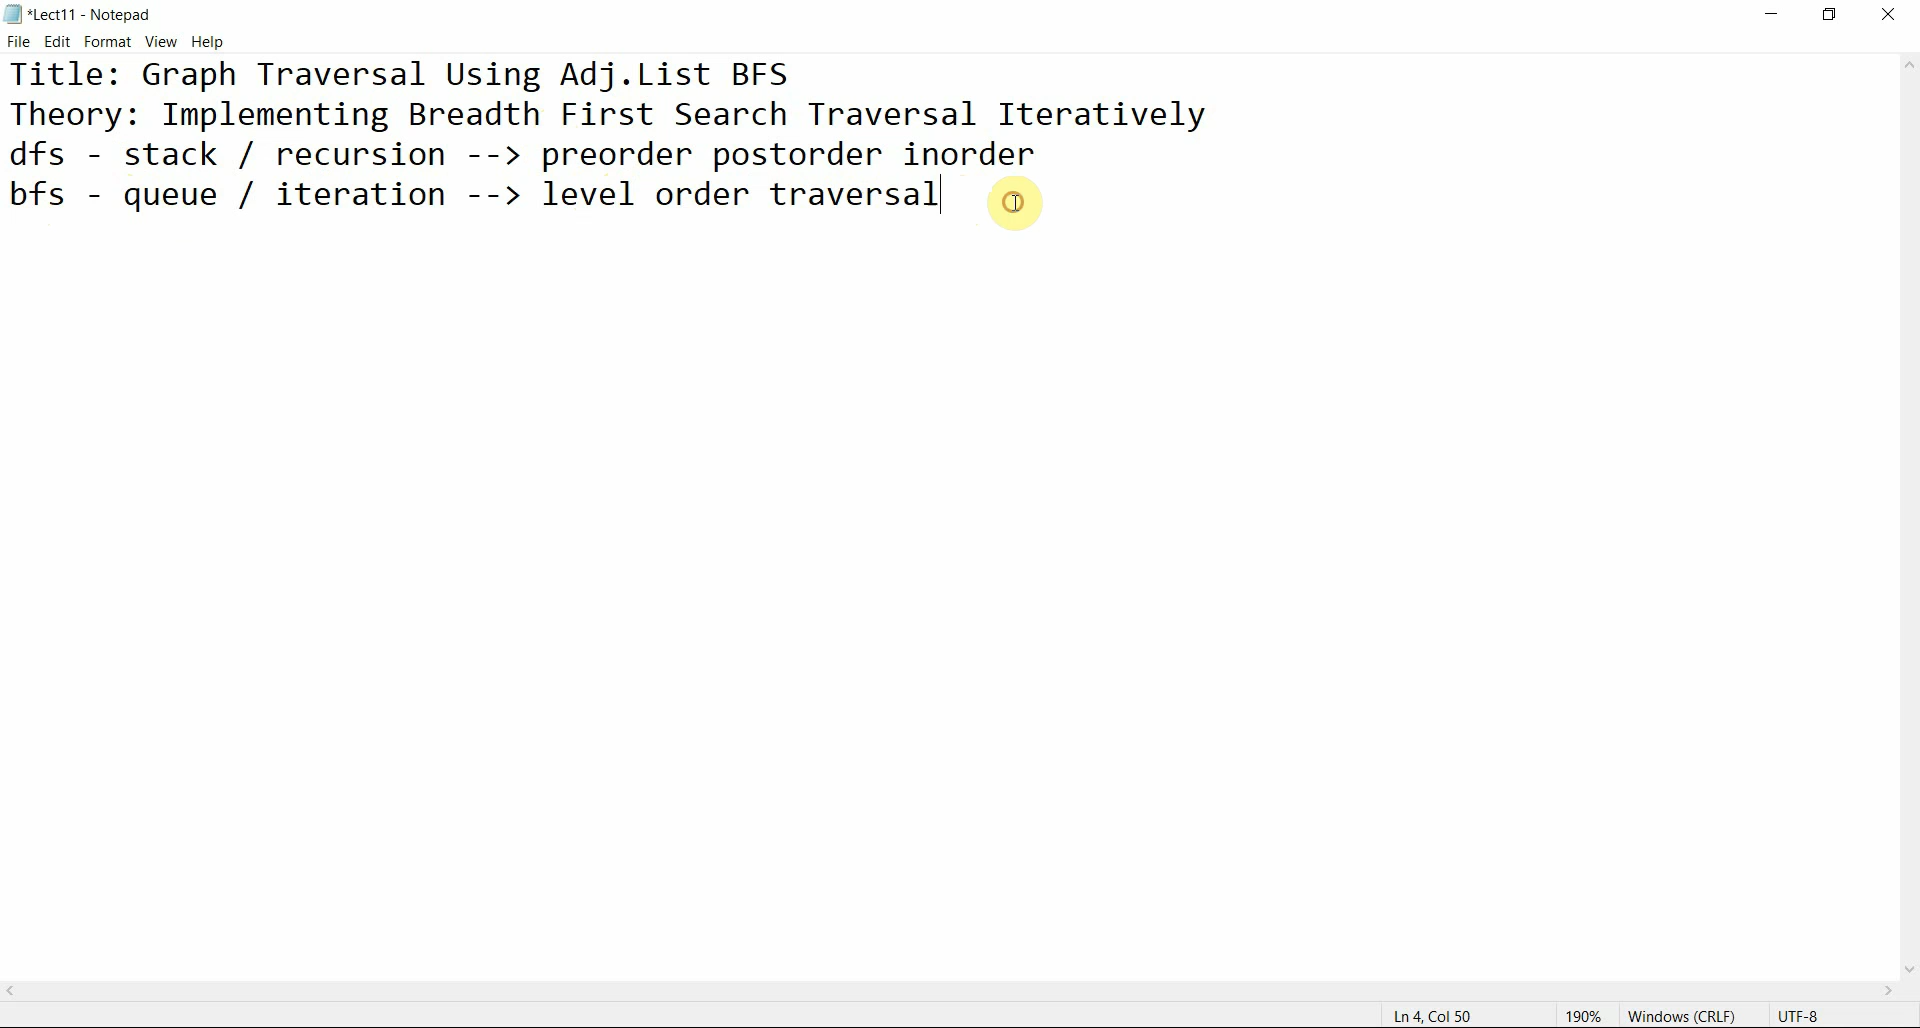 *Lect11 - Notepad
File Edit Format View Help
Title: Graph Traversal Using Adj.List BFS
Theory: Implementing Breadth First Search Traversal Iteratively
dfs - stack / recursion --> preorder postorder inorder
bfs - queue / iteration --> level order traversal
Ln 4, Col 50 190% Windows (CRLF) UTF-8